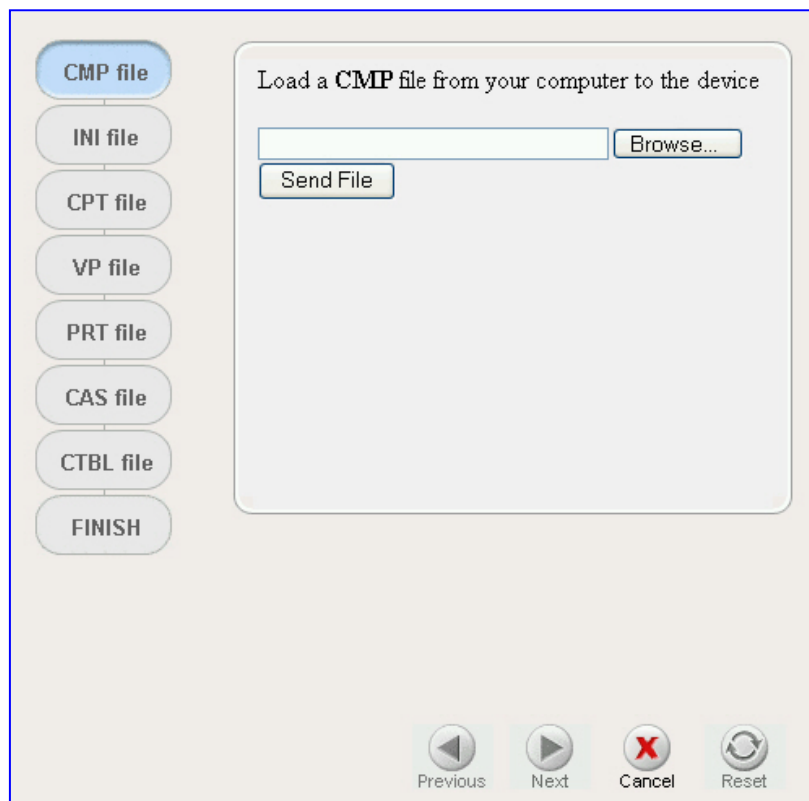 CMP file
INI file
CPT file
VP file
PRT file
CAS file
CTBL file
FINISH
Load a CMP file from your computer to the device
Browse...
Send File
Previous
Next
Cancel
Reset